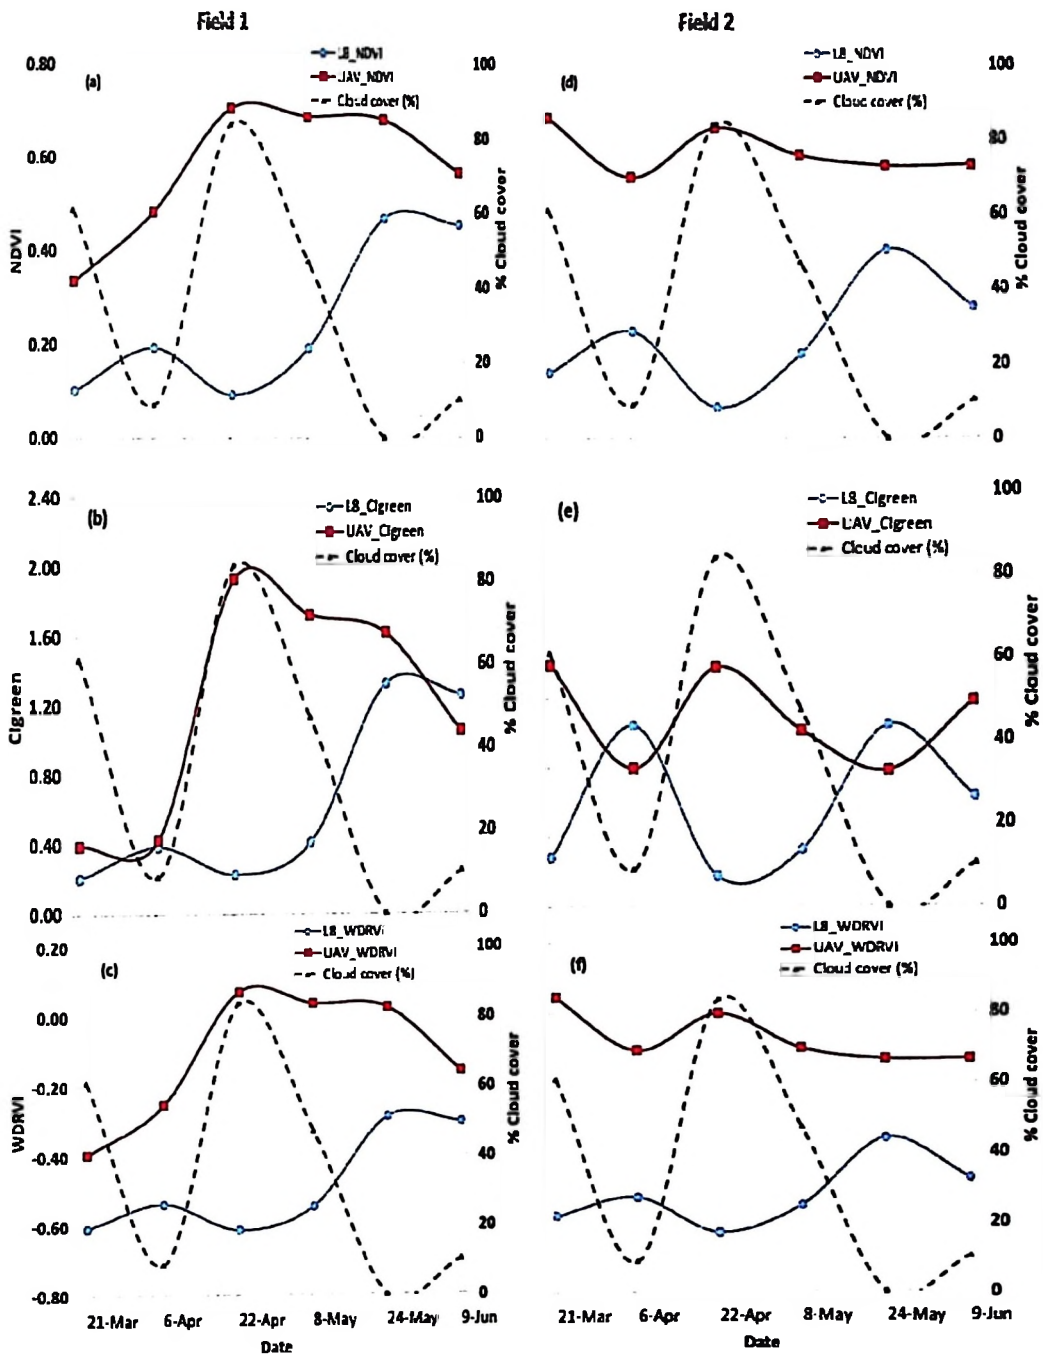 Field 1
Field 2
L8_NDVI
UAV_NDVI
Cloud cover (%)
(a)
0.80
0.60
0.40
0.20
0.00
NDVI
100
80
60
40
20
0
% Cloud cover
L8_NDVI
UAV_NDVI
Cloud cover (%)
(d)
100
80
60
40
20
0
% Cloud cover
L8_CIgreen
UAV_CIgreen
Cloud cover (%)
(b)
2.40
2.00
1.60
1.20
0.80
0.40
0.00
CIgreen
100
80
60
40
20
0
% Cloud cover
L8_CIgreen
UAV_CIgreen
Cloud cover (%)
(e)
100
80
60
40
20
0
% Cloud cover
L8_WDRVI
UAV_WDRVI
Cloud cover (%)
(c)
0.20
0.00
-0.20
-0.40
-0.60
-0.80
WDRVI
100
80
60
40
20
0
% Cloud cover
21-Mar 6-Apr 22-Apr 8-May 24-May 9-Jun
Date
L8_WDRVI
UAV_WDRVI
Cloud cover (%)
(f)
100
80
60
40
20
0
% Cloud cover
21-Mar 6-Apr 22-Apr 8-May 24-May 9-Jun
Date